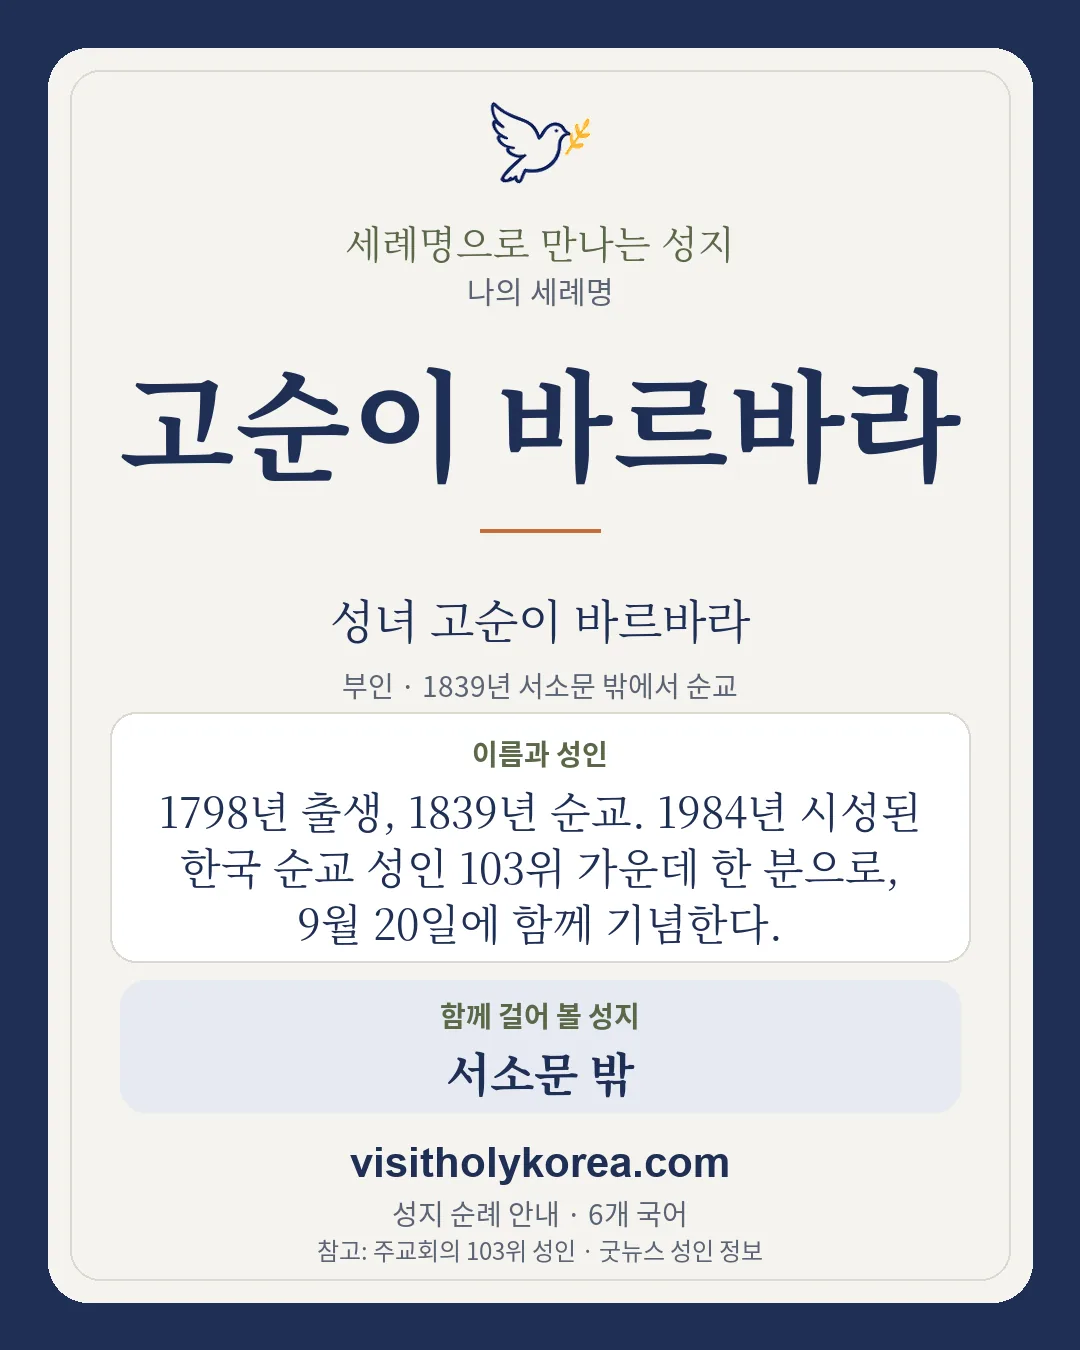 세례명으로 만나는 성지
나의 세례명
고순이 바르바라
성녀 고순이 바르바라
부인 · 1839년 서소문 밖에서 순교
이름과 성인
1798년 출생, 1839년 순교. 1984년 시성된
한국 순교 성인 103위 가운데 한 분으로,
9월 20일에 함께 기념한다.
함께 걸어 볼 성지
서소문 밖
visitholykorea.com
성지 순례 안내 · 6개 국어
참고: 주교회의 103위 성인 · 굿뉴스 성인 정보